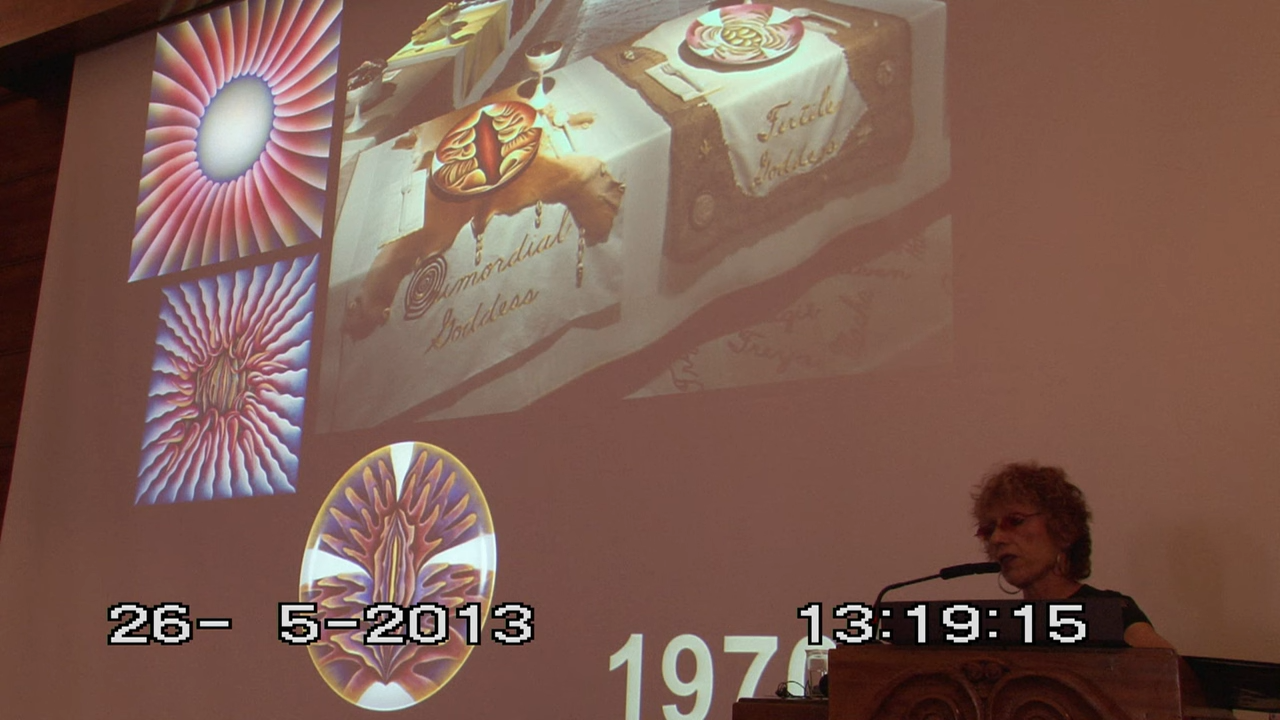 Fertile
Goddess
Primordial
Goddess
26- 5-2013
13:19:15
197